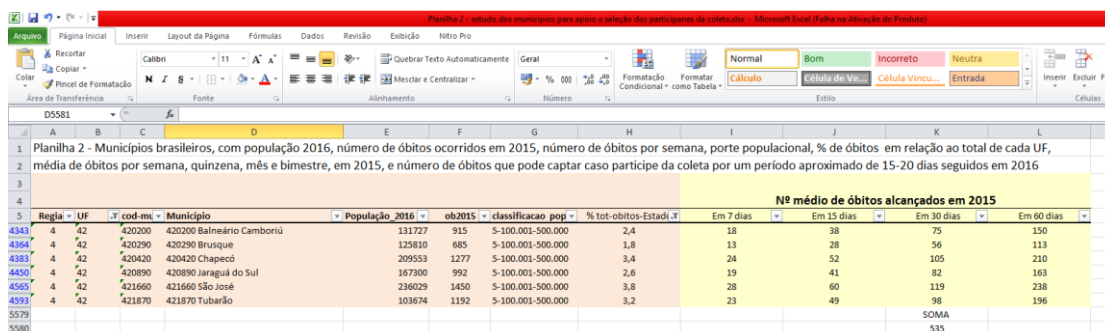 Planilha 2 - estudo dos municipios para apoio a seleção dos participanes da coleta.xlsx - Microsoft Excel (Falha na Ativação do Produto)
Arquivo Página Inicial Inserir Layout da Página Fórmulas Dados Revisão Exibição Nitro Pro
Colar Recortar Copiar Pincel de Formatação
Calibri 11 N I S
Quebrar Texto Automaticamente
Mesclar e Centralizar
Geral % 000
Formatação Condicional Formatar como Tabela
Normal Bom Incorreto Neutra
Cálculo Célula de Ve... Célula Vincu... Entrada
Inserir Excluir F
Área de Transferência Fonte Alinhamento Número Estilo Células
D5581 fx
A B C D E F G H I J K L
1 Planilha 2 - Municípios brasileiros, com população 2016, número de óbitos ocorridos em 2015, número de óbitos por semana, porte populacional, % de óbitos em relação ao total de cada UF,
2 média de óbitos por semana, quinzena, mês e bimestre, em 2015, e número de óbitos que pode captar caso participe da coleta por um período aproximado de 15-20 dias seguidos em 2016
3
4 Nº médio de óbitos alcançados em 2015
5 Regia UF cod-mu Município População_2016 ob2015 classificacao pop % tot-obitos-Estado Em 7 dias Em 15 dias Em 30 dias Em 60 dias
4343 4 42 420200 420200 Balneário Camboriú 131727 915 5-100.001-500.000 2,4 18 38 75 150
4364 4 42 420290 420290 Brusque 125810 685 5-100.001-500.000 1,8 13 28 56 113
4383 4 42 420420 420420 Chapecó 209553 1277 5-100.001-500.000 3,4 24 52 105 210
4450 4 42 420890 420890 Jaraguá do Sul 167300 992 5-100.001-500.000 2,6 19 41 82 163
4565 4 42 421660 421660 São José 236029 1450 5-100.001-500.000 3,8 28 60 119 238
4593 4 42 421870 421870 Tubarão 103674 1192 5-100.001-500.000 3,2 23 49 98 196
5579 SOMA
5580 535